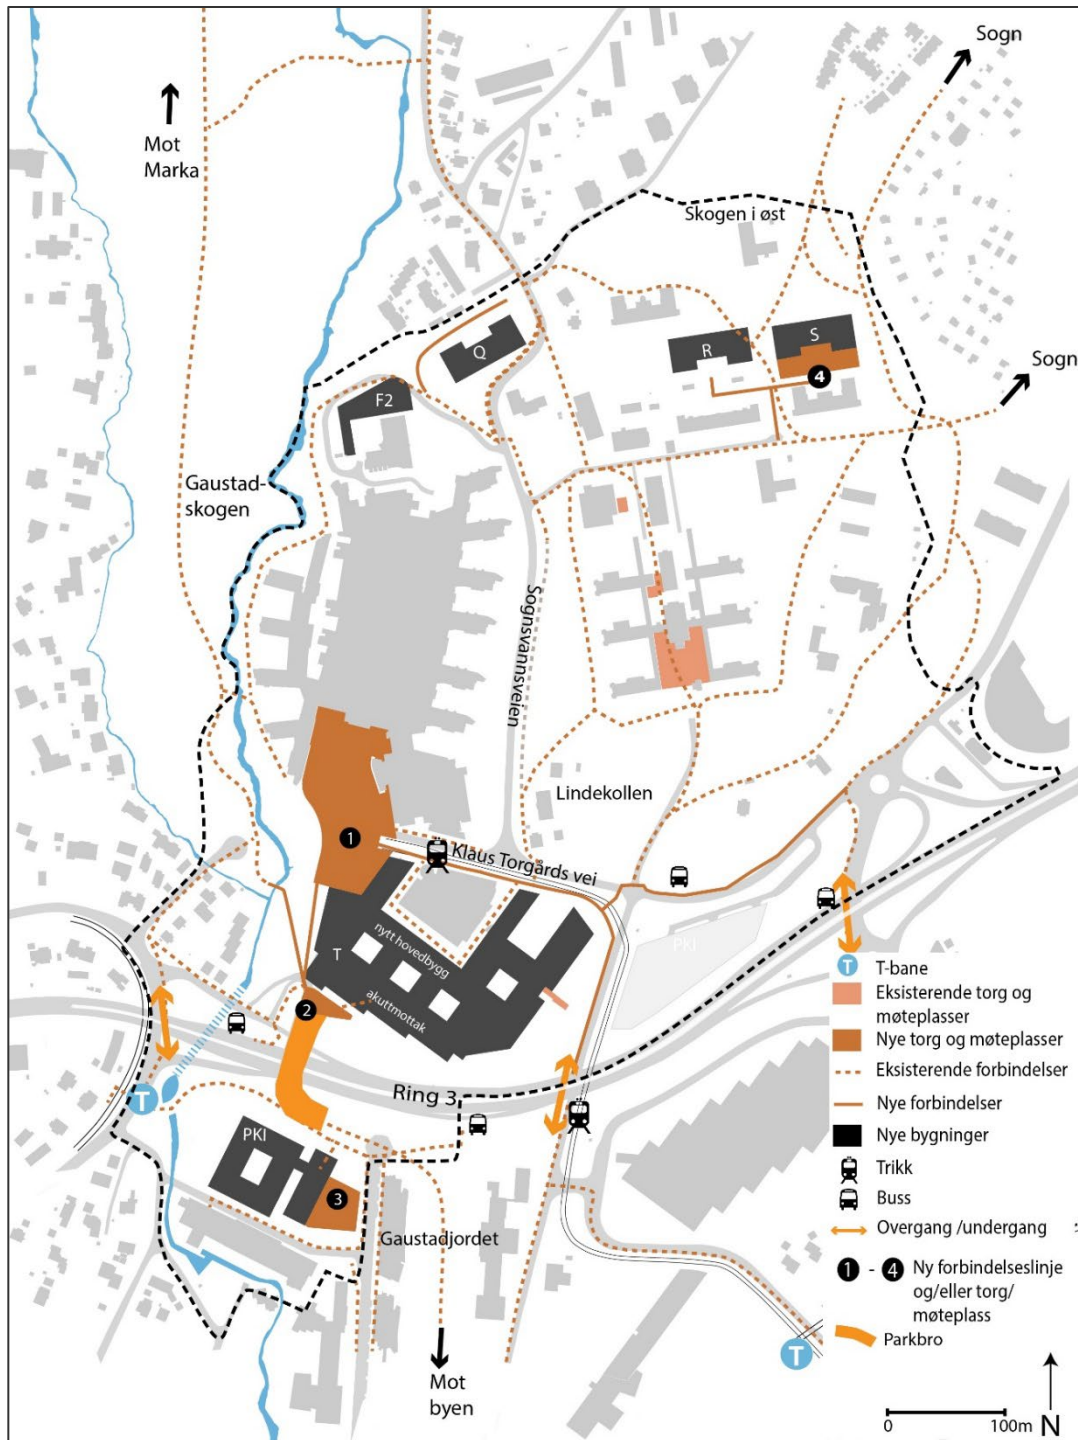 Sogn
Mot
Marka
Skogen i øst
Q
R
S
4
Sogn
F2
Gaustad-
skogen
Sognsvannsveien
Lindekollen
1
Klaus Torgårds vei
nytt hovedbygg
T
akuttmottak
PKI
2
Ring 3
T
PKI
3
Gaustadjordet
Mot
byen
T
T T-bane
Eksisterende torg og
møteplasser
Nye torg og møteplasser
Eksisterende forbindelser
Nye forbindelser
Nye bygninger
Trikk
Buss
Overgang /undergang :
1 - 4 Ny forbindelseslinje
og/eller torg/
møteplass
Parkbro
0 100m N